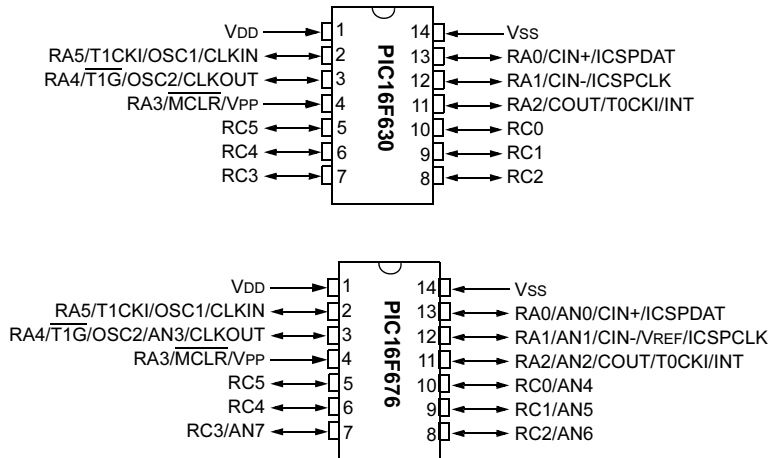 VDD 1 14 VSS
RA5/T1CKI/OSC1/CLKIN 2 13 RA0/CIN+/ICSPDAT
RA4/T1G/OSC2/CLKOUT 3 12 RA1/CIN-/ICSPCLK
RA3/MCLR/VPP 4 11 RA2/COUT/T0CKI/INT
RC5 5 10 RC0
RC4 6 9 RC1
RC3 7 8 RC2
PIC16F630
VDD 1 14 VSS
RA5/T1CKI/OSC1/CLKIN 2 13 RA0/AN0/CIN+/ICSPDAT
RA4/T1G/OSC2/AN3/CLKOUT 3 12 RA1/AN1/CIN-/VREF/ICSPCLK
RA3/MCLR/VPP 4 11 RA2/AN2/COUT/T0CKI/INT
RC5 5 10 RC0/AN4
RC4 6 9 RC1/AN5
RC3/AN7 7 8 RC2/AN6
PIC16F676